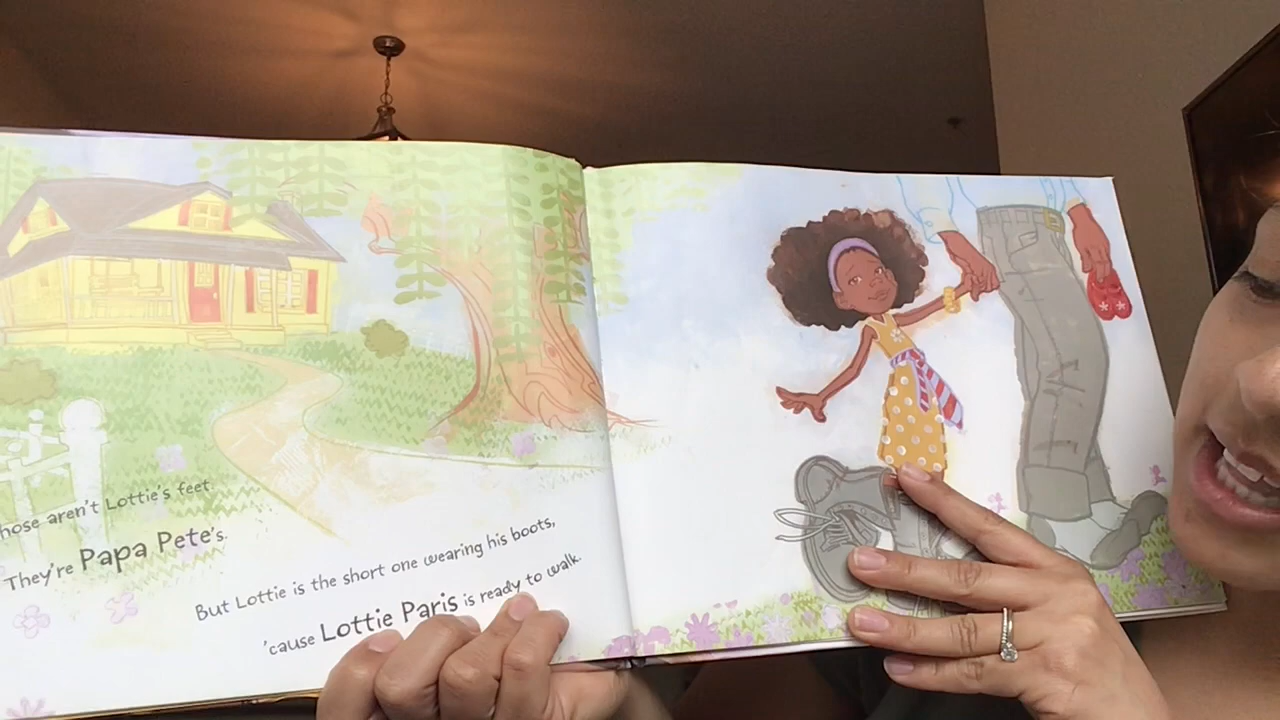 hose aren't Lottie's feet.
They're Papa Pete's.
But Lottie is the short one wearing his boots,
'cause Lottie Paris is ready to walk.